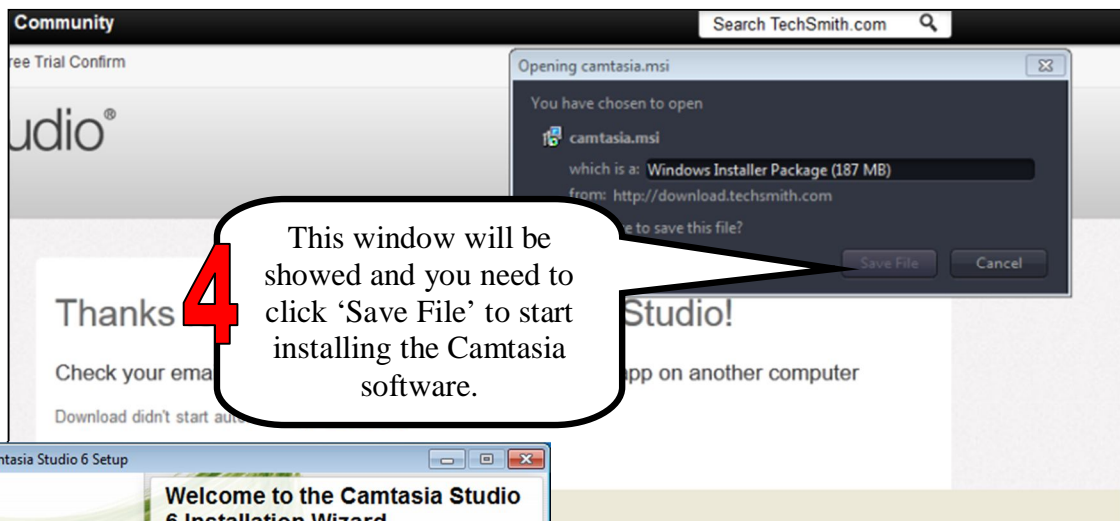 Community
Search TechSmith.com
ree Trial Confirm
Opening camtasia.msi
udio®
You have chosen to open
camtasia.msi
which is a: Windows Installer Package (187 MB)
from: http://download.techsmith.com
to save this file?
Save File
Cancel
4
This window will be
showed and you need to
click ‘Save File’ to start
installing the Camtasia
software.
Thanks Studio!
Check your app on another computer
Download didn't start
ntasia Studio 6 Setup
Welcome to the Camtasia Studio
6 Installation Wizard